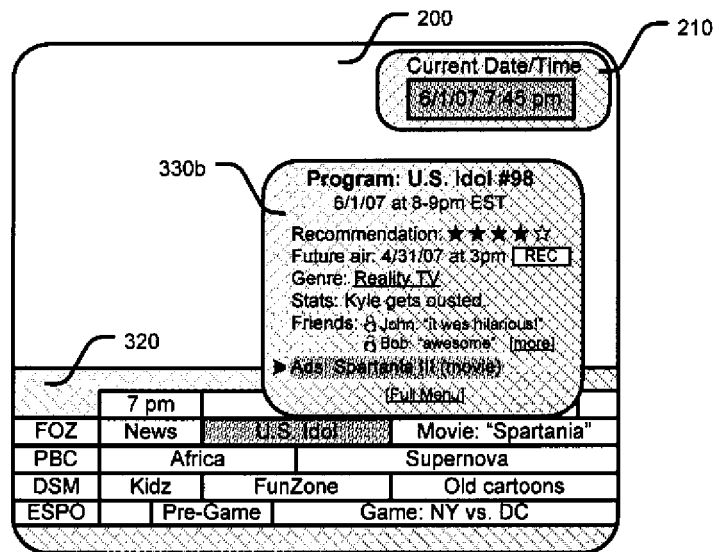 200
210
Current Date/Time
6/1/07 7:45 pm
330b
Program: U.S. Idol #98
6/1/07 at 8-9pm EST
Recommendation: ★★★★☆
Future air: 4/31/07 at 3pm REC
Genre: Reality TV
Stats: Kyle gets ousted.
Friends: John: "it was hilarious!"
Bob: "awesome" [more]
Ads: Spartania III (movie)
[Full Menu]
320
7 pm
FOZ News U.S. Idol Movie: "Spartania"
PBC Africa Supernova
DSM Kidz FunZone Old cartoons
ESPO Pre-Game Game: NY vs. DC